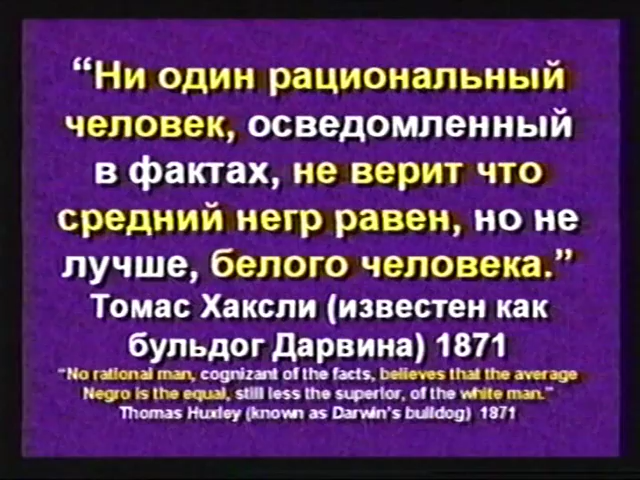 “Ни один рациональный
человек, осведомленный
в фактах, не верит что
средний негр равен, но не
лучше, белого человека.”
Томас Хаксли (известен как
бульдог Дарвина) 1871
“No rational man, cognizant of the facts, believes that the average
Negro is the equal, still less the superior, of the white man.”
Thomas Huxley (known as Darwin's bulldog) 1871